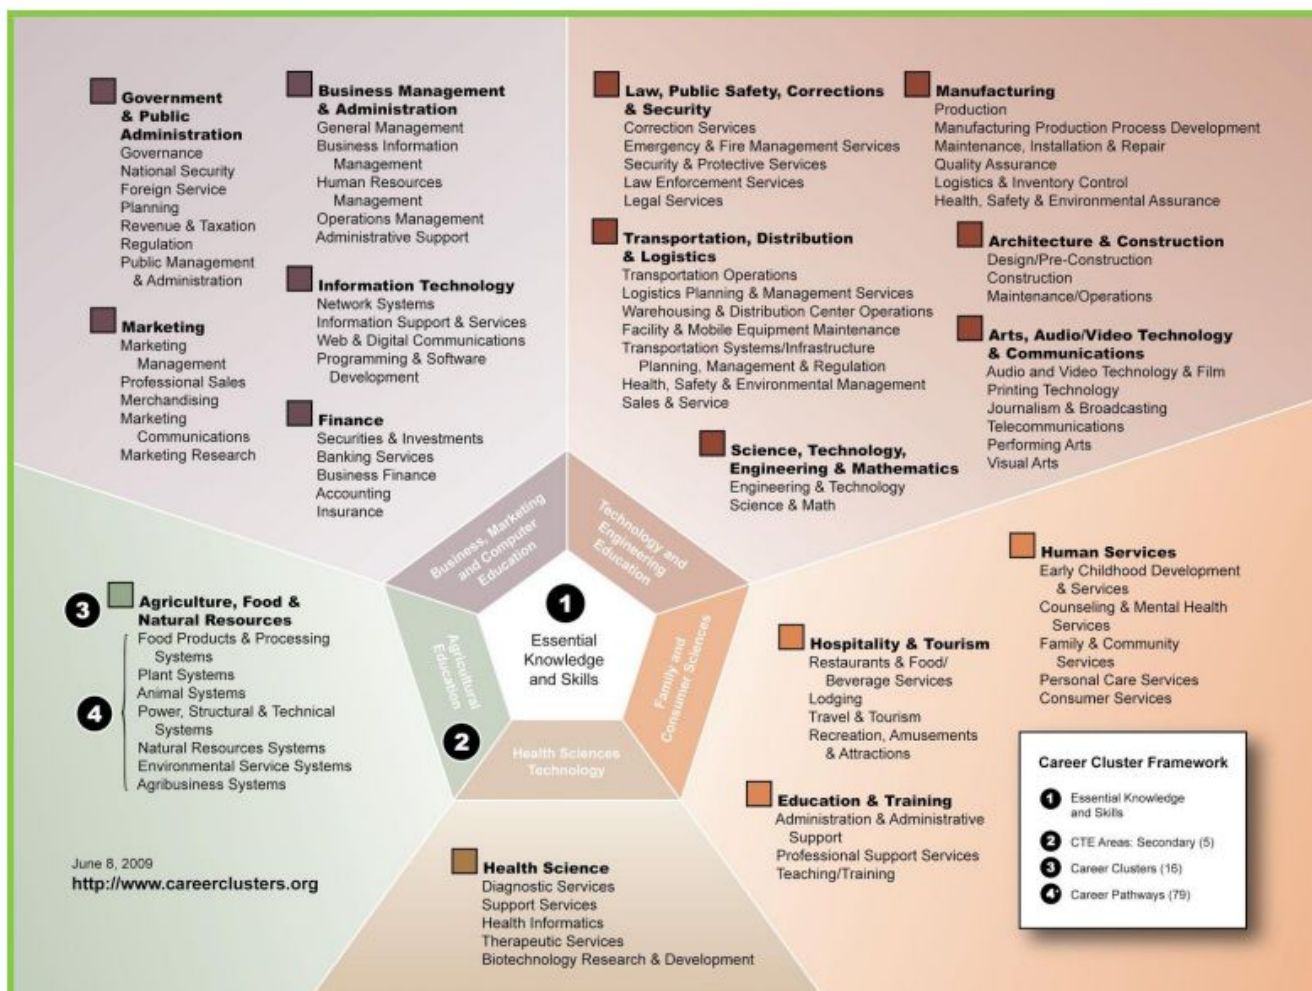 Government
& Public
Administration
Governance
National Security
Foreign Service
Planning
Revenue & Taxation
Regulation
Public Management
& Administration
Marketing
Marketing
Management
Professional Sales
Merchandising
Marketing
Communications
Marketing Research
Business Management
& Administration
General Management
Business Information
Management
Human Resources
Management
Operations Management
Administrative Support
Information Technology
Network Systems
Information Support & Services
Web & Digital Communications
Programming & Software
Development
Finance
Securities & Investments
Banking Services
Business Finance
Accounting
Insurance
Law, Public Safety, Corrections
& Security
Correction Services
Emergency & Fire Management Services
Security & Protective Services
Law Enforcement Services
Legal Services
Transportation, Distribution
& Logistics
Transportation Operations
Logistics Planning & Management Services
Warehousing & Distribution Center Operations
Facility & Mobile Equipment Maintenance
Transportation Systems/Infrastructure
Planning, Management & Regulation
Health, Safety & Environmental Management
Sales & Service
Science, Technology,
Engineering & Mathematics
Engineering & Technology
Science & Math
Manufacturing
Production
Manufacturing Production Process Development
Maintenance, Installation & Repair
Quality Assurance
Logistics & Inventory Control
Health, Safety & Environmental Assurance
Architecture & Construction
Design/Pre-Construction
Construction
Maintenance/Operations
Arts, Audio/Video Technology
& Communications
Audio and Video Technology & Film
Printing Technology
Journalism & Broadcasting
Telecommunications
Performing Arts
Visual Arts
Business, Marketing
and Computer
Education
Technology and
Engineering
Education
1
Essential
Knowledge
and Skills
Agricultural
Education
2
Family and
Consumer Sciences
Health Sciences
Technology
3
Agriculture, Food &
Natural Resources
4
Food Products & Processing
Systems
Plant Systems
Animal Systems
Power, Structural & Technical
Systems
Natural Resources Systems
Environmental Service Systems
Agribusiness Systems
June 8, 2009
http://www.careerclusters.org
Health Science
Diagnostic Services
Support Services
Health Informatics
Therapeutic Services
Biotechnology Research & Development
Hospitality & Tourism
Restaurants & Food/
Beverage Services
Lodging
Travel & Tourism
Recreation, Amusements
& Attractions
Education & Training
Administration & Administrative
Support
Professional Support Services
Teaching/Training
Human Services
Early Childhood Development
& Services
Counseling & Mental Health
Services
Family & Community
Services
Personal Care Services
Consumer Services
Career Cluster Framework
1 Essential Knowledge
and Skills
2 CTE Areas: Secondary (5)
3 Career Clusters (16)
4 Career Pathways (79)